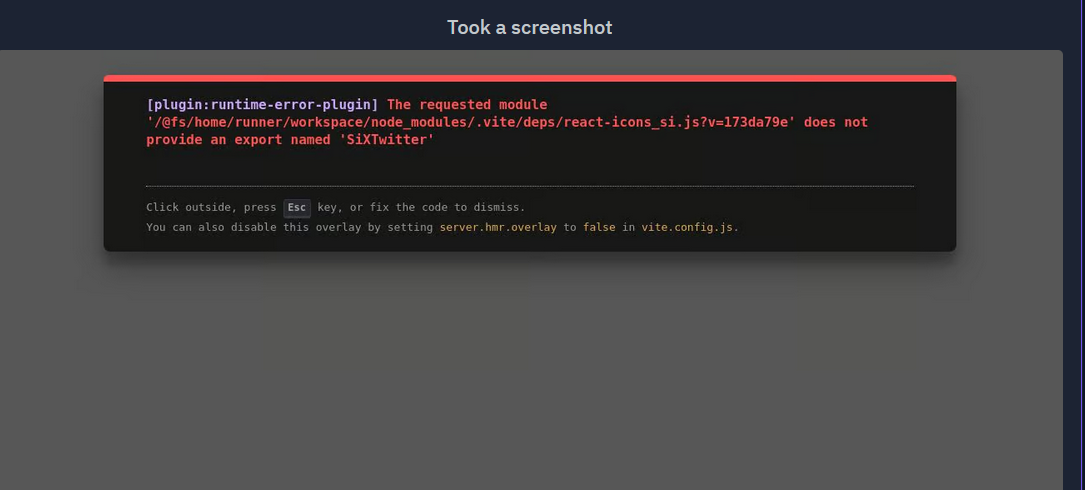 Took a screenshot
[plugin:runtime-error-plugin] The requested module
'/@fs/home/runner/workspace/node_modules/.vite/deps/react-icons_si.js?v=173da79e' does not
provide an export named 'SiXTwitter'
Click outside, press Esc key, or fix the code to dismiss.
You can also disable this overlay by setting server.hmr.overlay to false in vite.config.js.